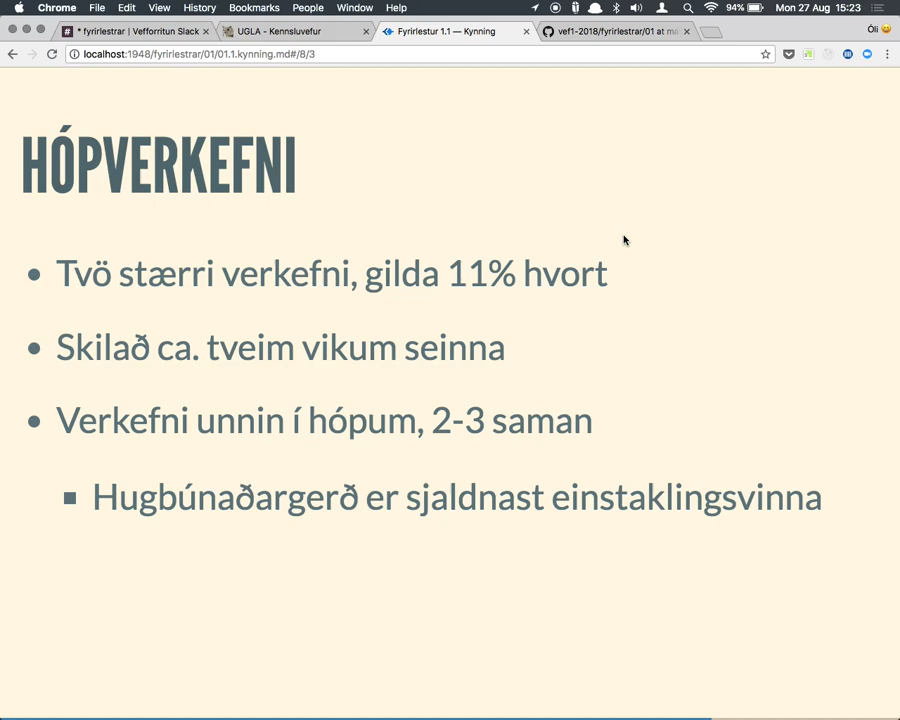 Chrome File Edit View History Bookmarks People Window Help 94% Mon 27 Aug 15:23
* fyrirlestrar | Vefforritun Slack UGLA - Kennsluvefur Fyrirlestur 1.1 — Kynning vef1-2018/fyrirlestrar/01 at ma Óli
localhost:1948/fyrirlestrar/01/01.1.kynning.md#/8/3
HÓPVERKEFNI
Tvö stærri verkefni, gilda 11% hvort
Skilað ca. tveim vikum seinna
Verkefni unnin í hópum, 2-3 saman
Hugbúnaðargerð er sjaldnast einstaklingsvinna